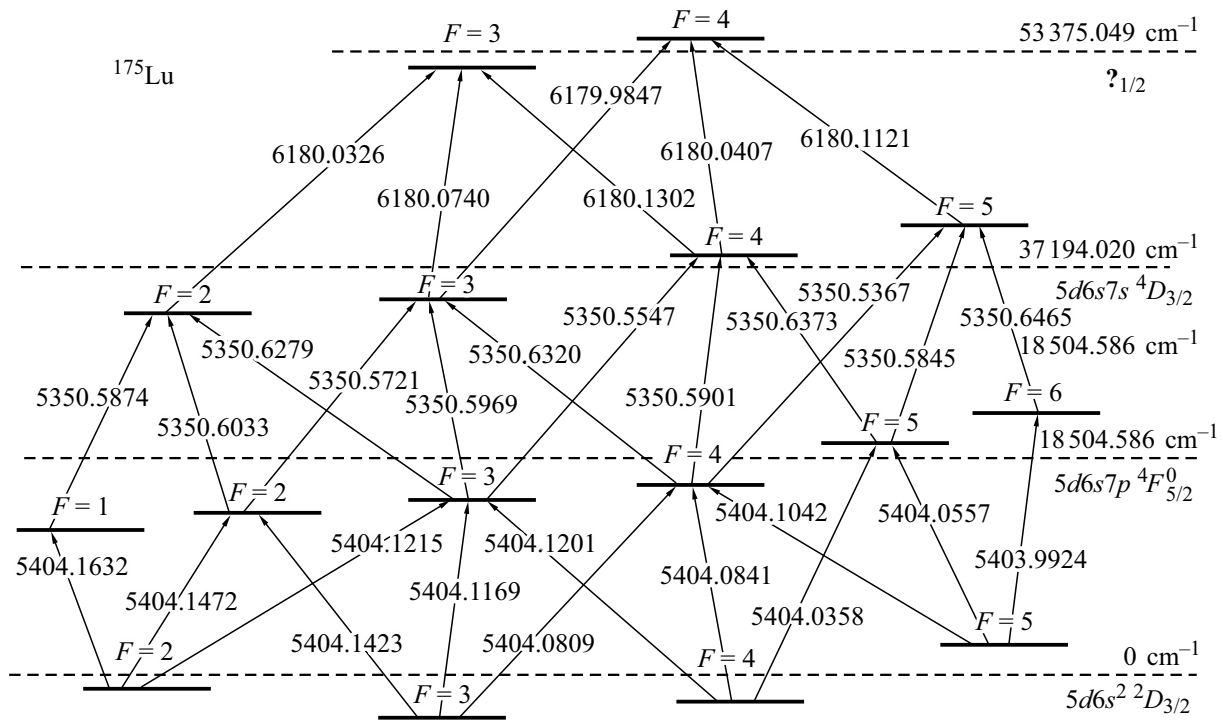 F = 3
F = 4
53 375.049 cm⁻¹
¹⁷⁵Lu
?₁/₂
6179.9847
6180.0326
6180.0407
6180.1121
6180.0740
6180.1302
F = 5
F = 4
37 194.020 cm⁻¹
F = 2
F = 3
5d6s7s ⁴D₃/₂
5350.5547
5350.5367
5350.6279
5350.6373
5350.6465
5350.6320
18 504.586 cm⁻¹
5350.5721
5350.5845
5350.5874
5350.5969
5350.5901
5350.6033
F = 6
F = 5
18 504.586 cm⁻¹
F = 4
F = 3
F = 1
F = 2
5d6s7p ⁴F⁰₅/₂
5404.1042
5404.0557
5404.1215
5404.1201
5404.1632
5403.9924
5404.0841
5404.1472
5404.0358
5404.1169
5404.1423
5404.0809
F = 5
F = 2
F = 4
0 cm⁻¹
F = 3
5d6s² ²D₃/₂